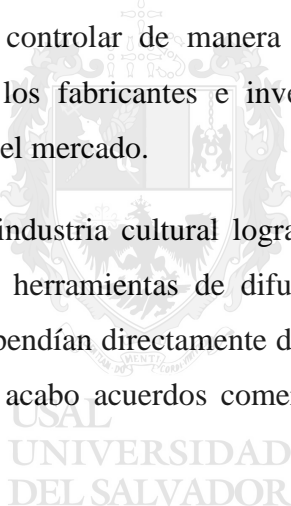 controlar de manera
los fabricantes e inve
el mercado.
industria cultural logra
herramientas de difu
pendían directamente d
acabo acuerdos come
USAL
UNIVERSIDAD
DEL SALVADOR